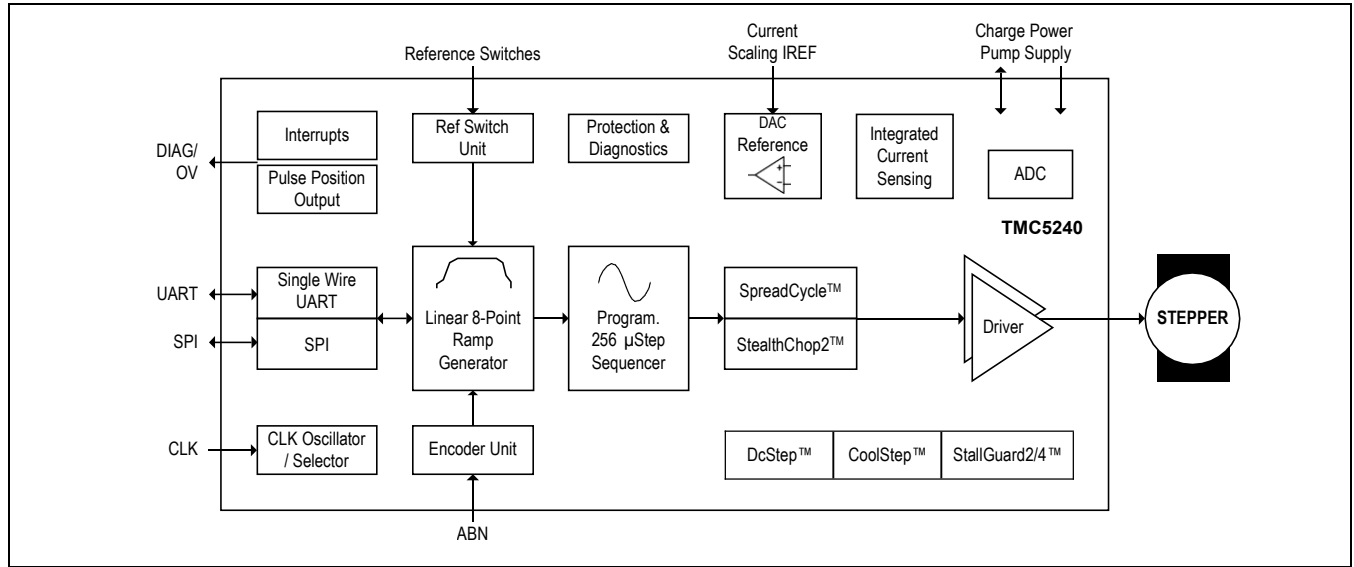 Reference Switches
Current
Scaling IREF
Charge Power
Pump Supply
DIAG/
OV
Interrupts
Pulse Position
Output
Ref Switch
Unit
Protection &
Diagnostics
DAC
Reference
+
−
Integrated
Current
Sensing
ADC
TMC5240
UART
SPI
Single Wire
UART
SPI
Linear 8-Point
Ramp
Generator
Program.
256 µStep
Sequencer
SpreadCycle™
StealthChop2™
Driver
STEPPER
CLK
CLK Oscillator
/ Selector
Encoder Unit
DcStep™
CoolStep™
StallGuard2/4™
ABN